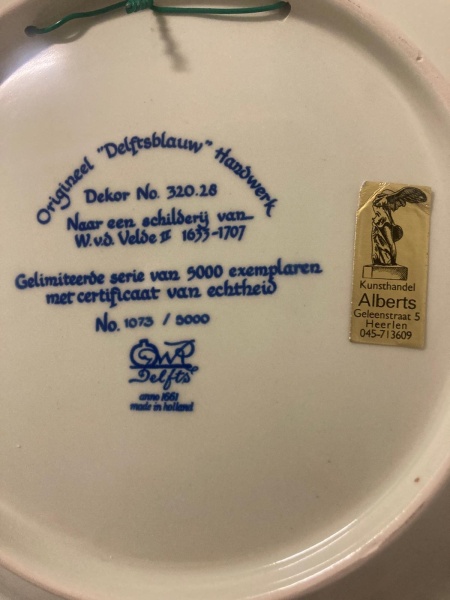 Origineel "Delftsblauw" Handwerk
Dekor No. 320.28
Naar een schilderij van
W.v.d. Velde II 1633-1707
Gelimiteerde serie van 5000 exemplaren
met certificaat van echtheid
No. 1073 / 5000
Delfts
anno 1661
made in holland
Kunsthandel
Alberts
Geleenstraat 5
Heerlen
045-713609